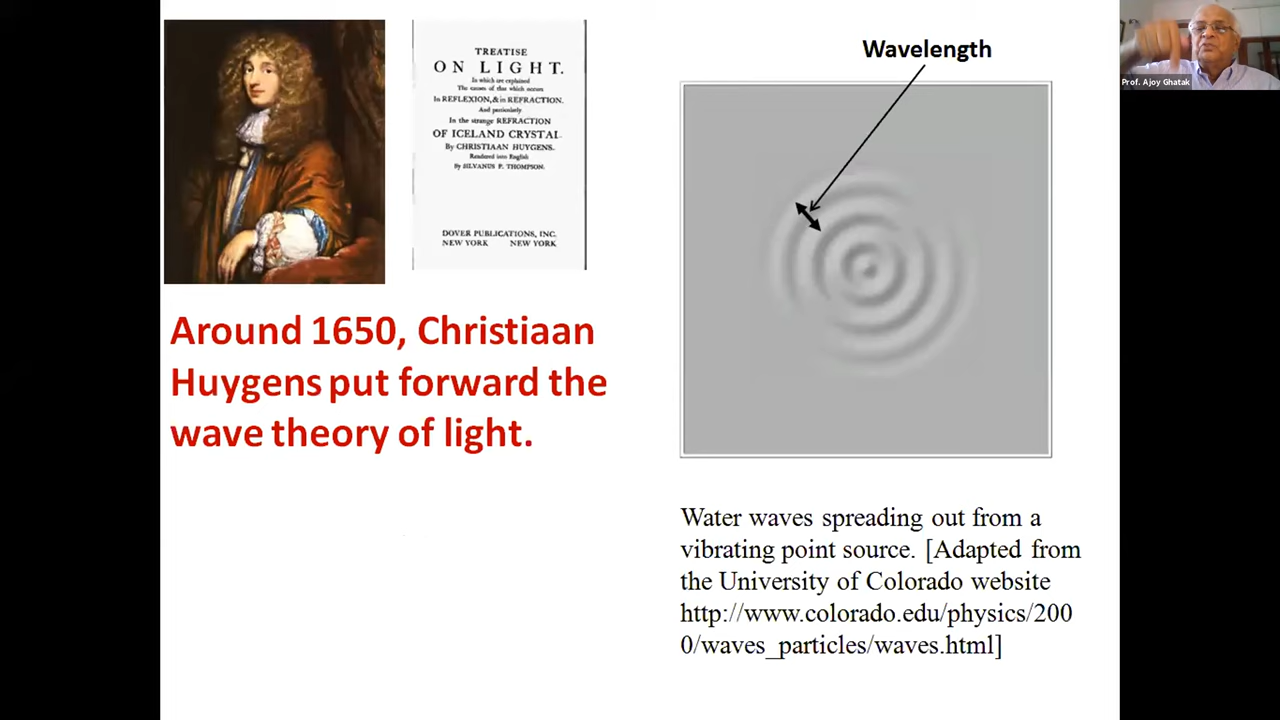 TREATISE
ON LIGHT.
In which are explained
The causes of that which occurs
In REFLEXION, & in REFRACTION.
And particularly
In the strange REFRACTION
OF ICELAND CRYSTAL
By CHRISTIAAN HUYGENS.
Rendered into English
By SILVANUS P. THOMPSON.
DOVER PUBLICATIONS, INC.
NEW YORK NEW YORK
Around 1650, Christiaan
Huygens put forward the
wave theory of light.
Wavelength
Water waves spreading out from a
vibrating point source. [Adapted from
the University of Colorado website
http://www.colorado.edu/physics/200
0/waves_particles/waves.html]
Prof. Ajoy Ghatak